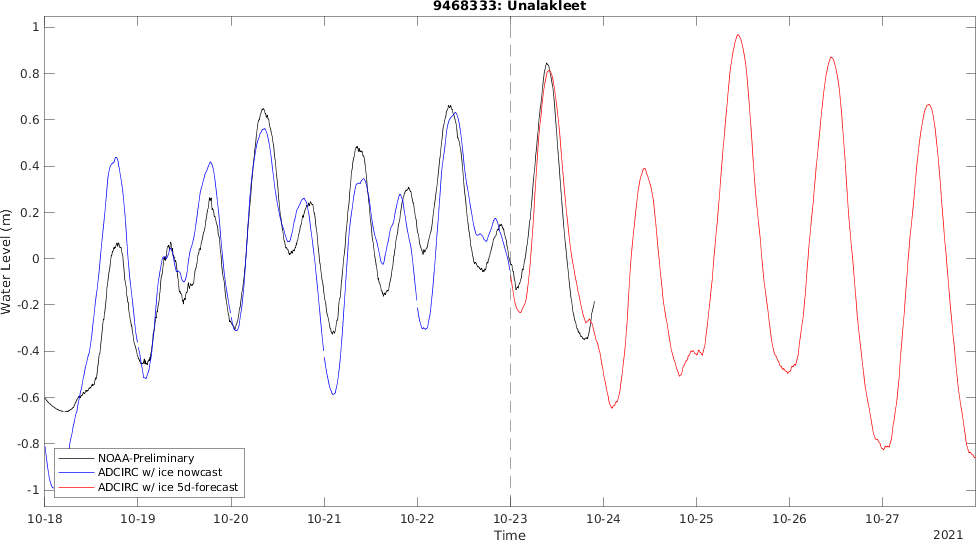 9468333: Unalakleet
Water Level (m)
1
0.8
0.6
0.4
0.2
0
-0.2
-0.4
-0.6
-0.8
-1
NOAA-Preliminary
ADCIRC w/ ice nowcast
ADCIRC w/ ice 5d-forecast
10-18 10-19 10-20 10-21 10-22 10-23 10-24 10-25 10-26 10-27
Time
2021